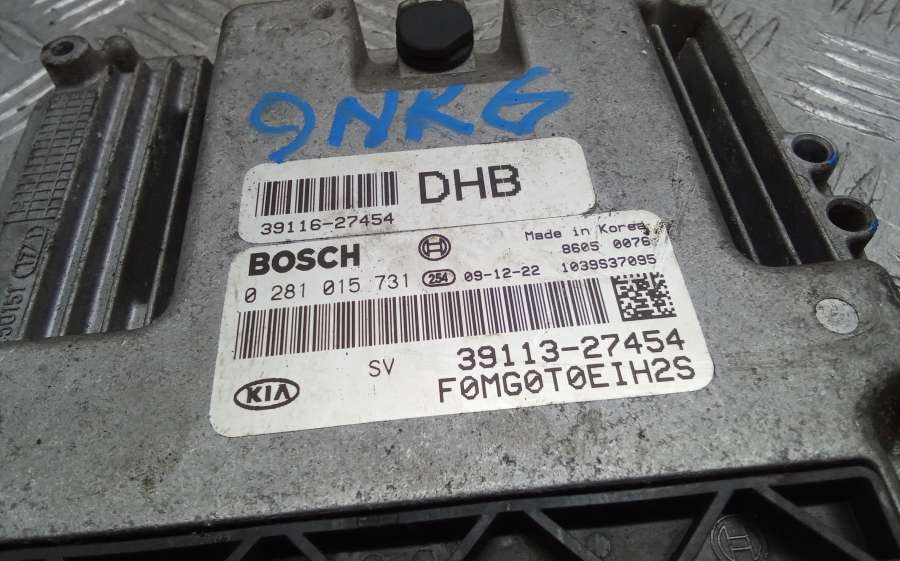 9NKG
DHB
39116-27454
BOSCH
Made in Korea
8605 0076
0 281 015 731 254 09-12-22 1039S37095
SV
39113-27454
F0MG0T0EIH2S
KIA